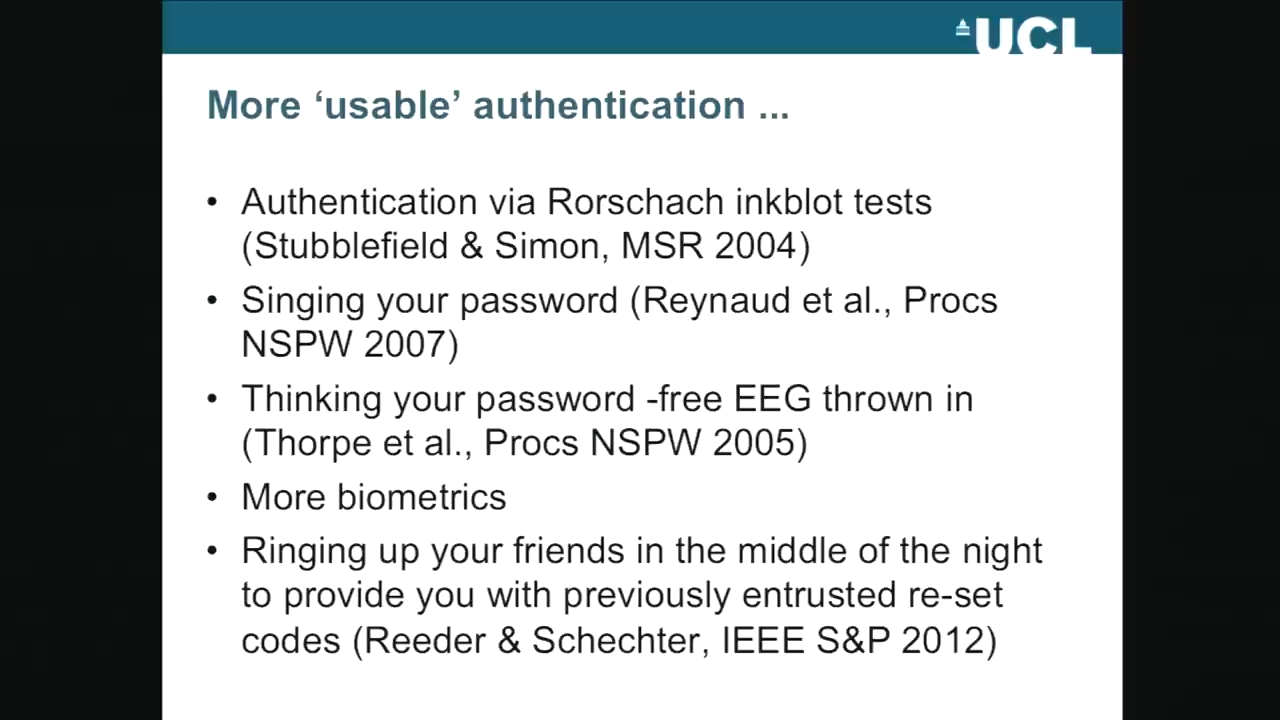 UCL
More ‘usable’ authentication ...
• Authentication via Rorschach inkblot tests
(Stubblefield & Simon, MSR 2004)
• Singing your password (Reynaud et al., Procs
NSPW 2007)
• Thinking your password -free EEG thrown in
(Thorpe et al., Procs NSPW 2005)
• More biometrics
• Ringing up your friends in the middle of the night
to provide you with previously entrusted re-set
codes (Reeder & Schechter, IEEE S&P 2012)